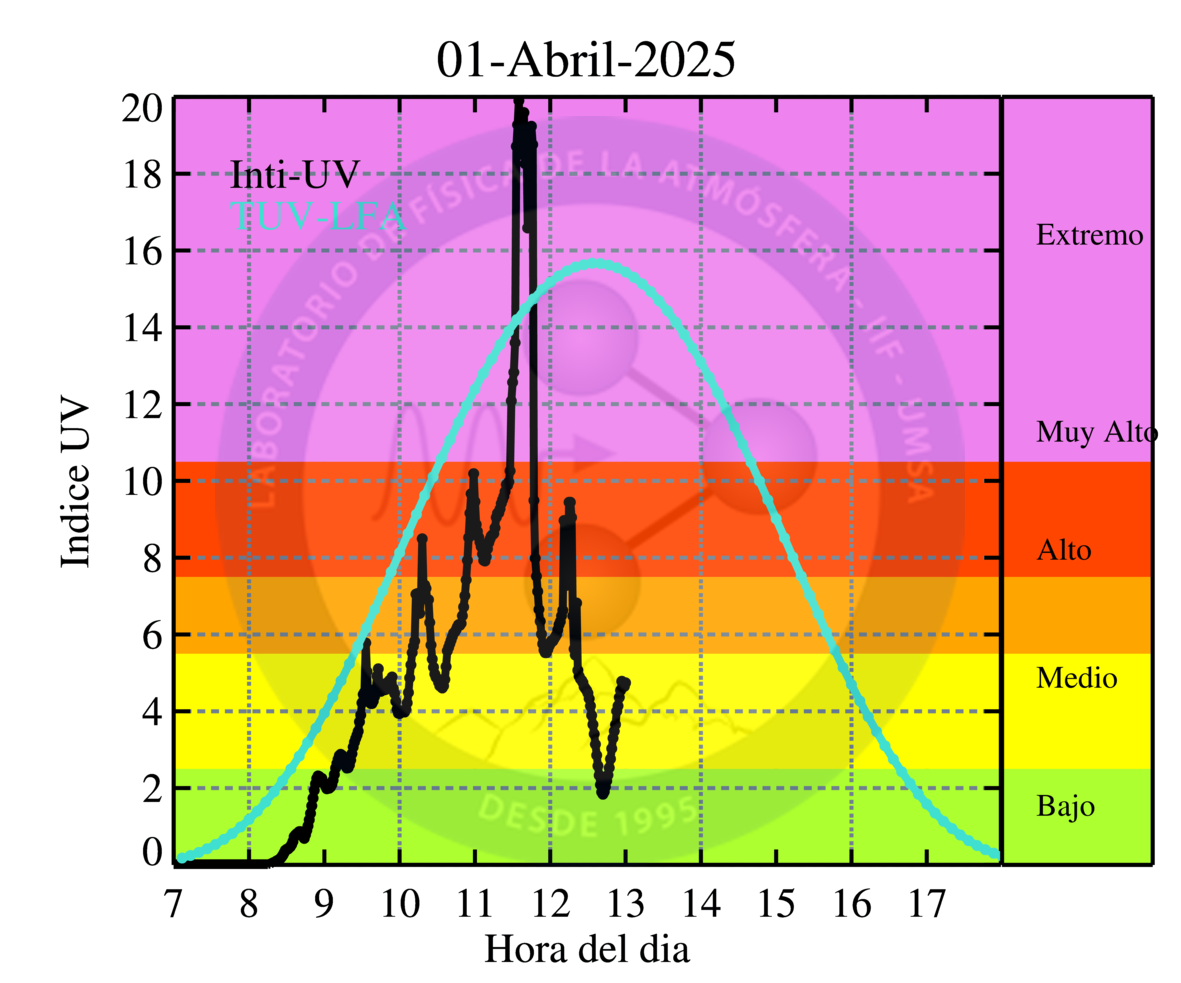 01-Abril-2025
Inti-UV
TUV-LFA
LABORATORIO DE FÍSICA DE LA ATMÓSFERA - IIF - UMSA
DESDE 1995
Indice UV
20
18
16
14
12
10
8
6
4
2
0
Extremo
Muy Alto
Alto
Medio
Bajo
7 8 9 10 11 12 13 14 15 16 17
Hora del dia